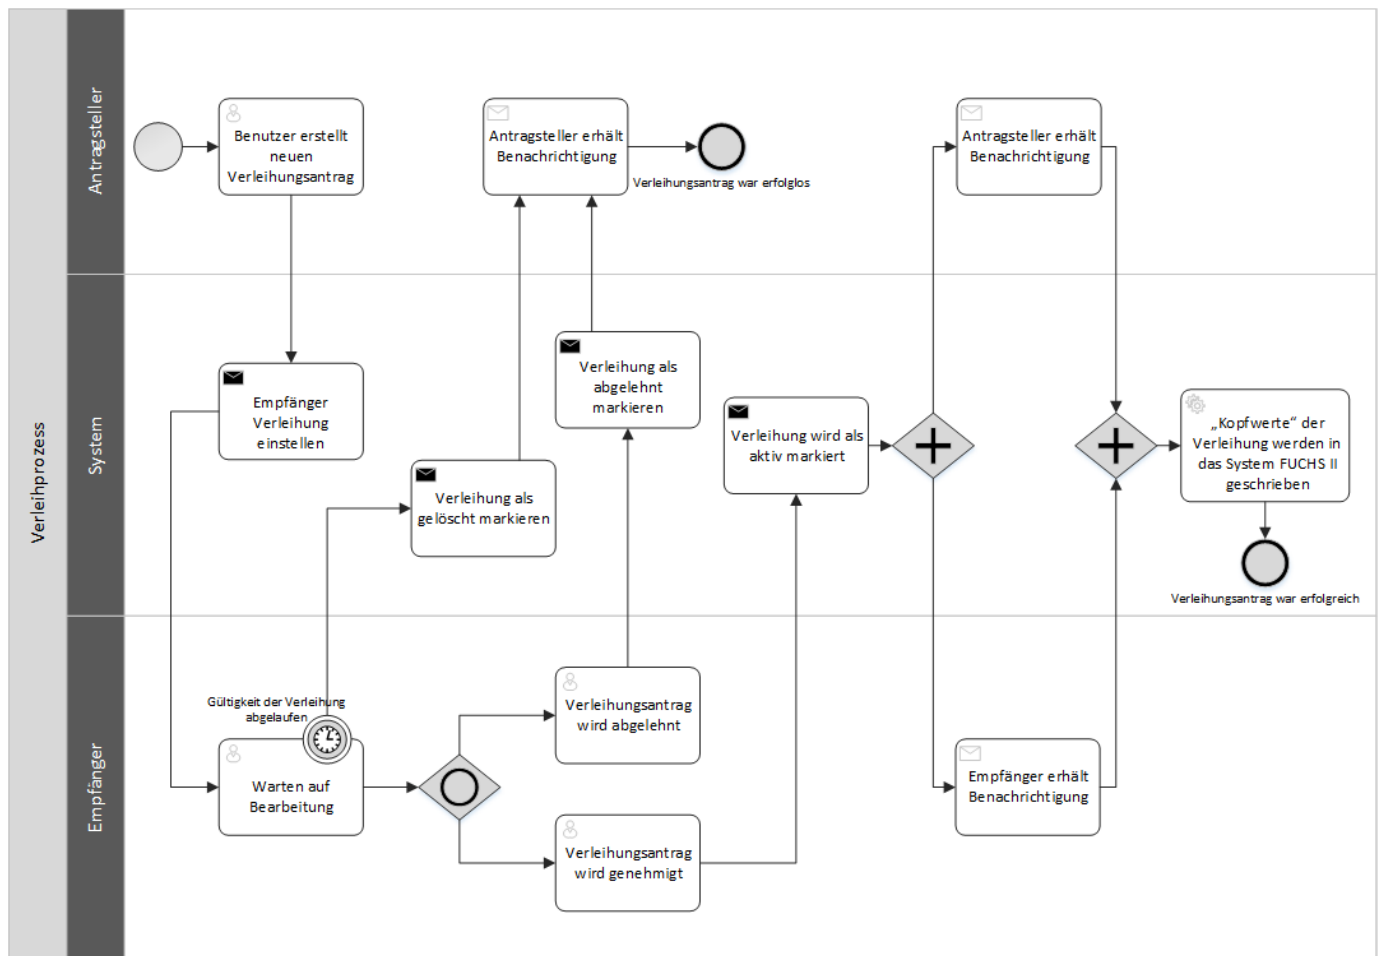 Verleihprozess
Antragsteller
Benutzer erstellt
neuen
Verleihungsantrag
Antragsteller erhält
Benachrichtigung
Verleihungsantrag war erfolglos
Antragsteller erhält
Benachrichtigung
System
Empfänger
Verleihung
einstellen
Verleihung als
gelöscht markieren
Verleihung als
abgelehnt
markieren
Verleihung wird als
aktiv markiert
„Kopfwerte“ der
Verleihung werden in
das System FUCHS II
geschrieben
Verleihungsantrag war erfolgreich
Empfänger
Gültigkeit der Verleihung
abgelaufen
Warten auf
Bearbeitung
Verleihungsantrag
wird abgelehnt
Verleihungsantrag
wird genehmigt
Empfänger erhält
Benachrichtigung